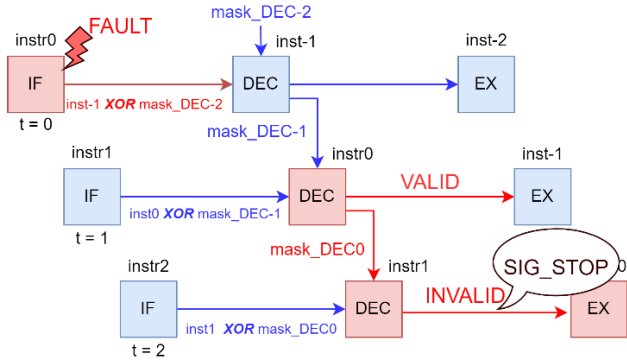 mask_DEC-2
instr0
FAULT
inst-1
inst-2
IF
DEC
EX
inst-1 XOR mask_DEC-2
t = 0
mask_DEC-1
instr1
instr0
inst-1
VALID
IF
DEC
EX
inst0 XOR mask_DEC-1
t = 1
mask_DEC0
instr2
instr1
SIG_STOP
0
INVALID
IF
DEC
EX
inst1 XOR mask_DEC0
t = 2